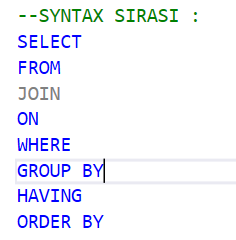 --SYNTAX SIRASI :
SELECT
FROM
JOIN
ON
WHERE
GROUP BY
HAVING
ORDER BY